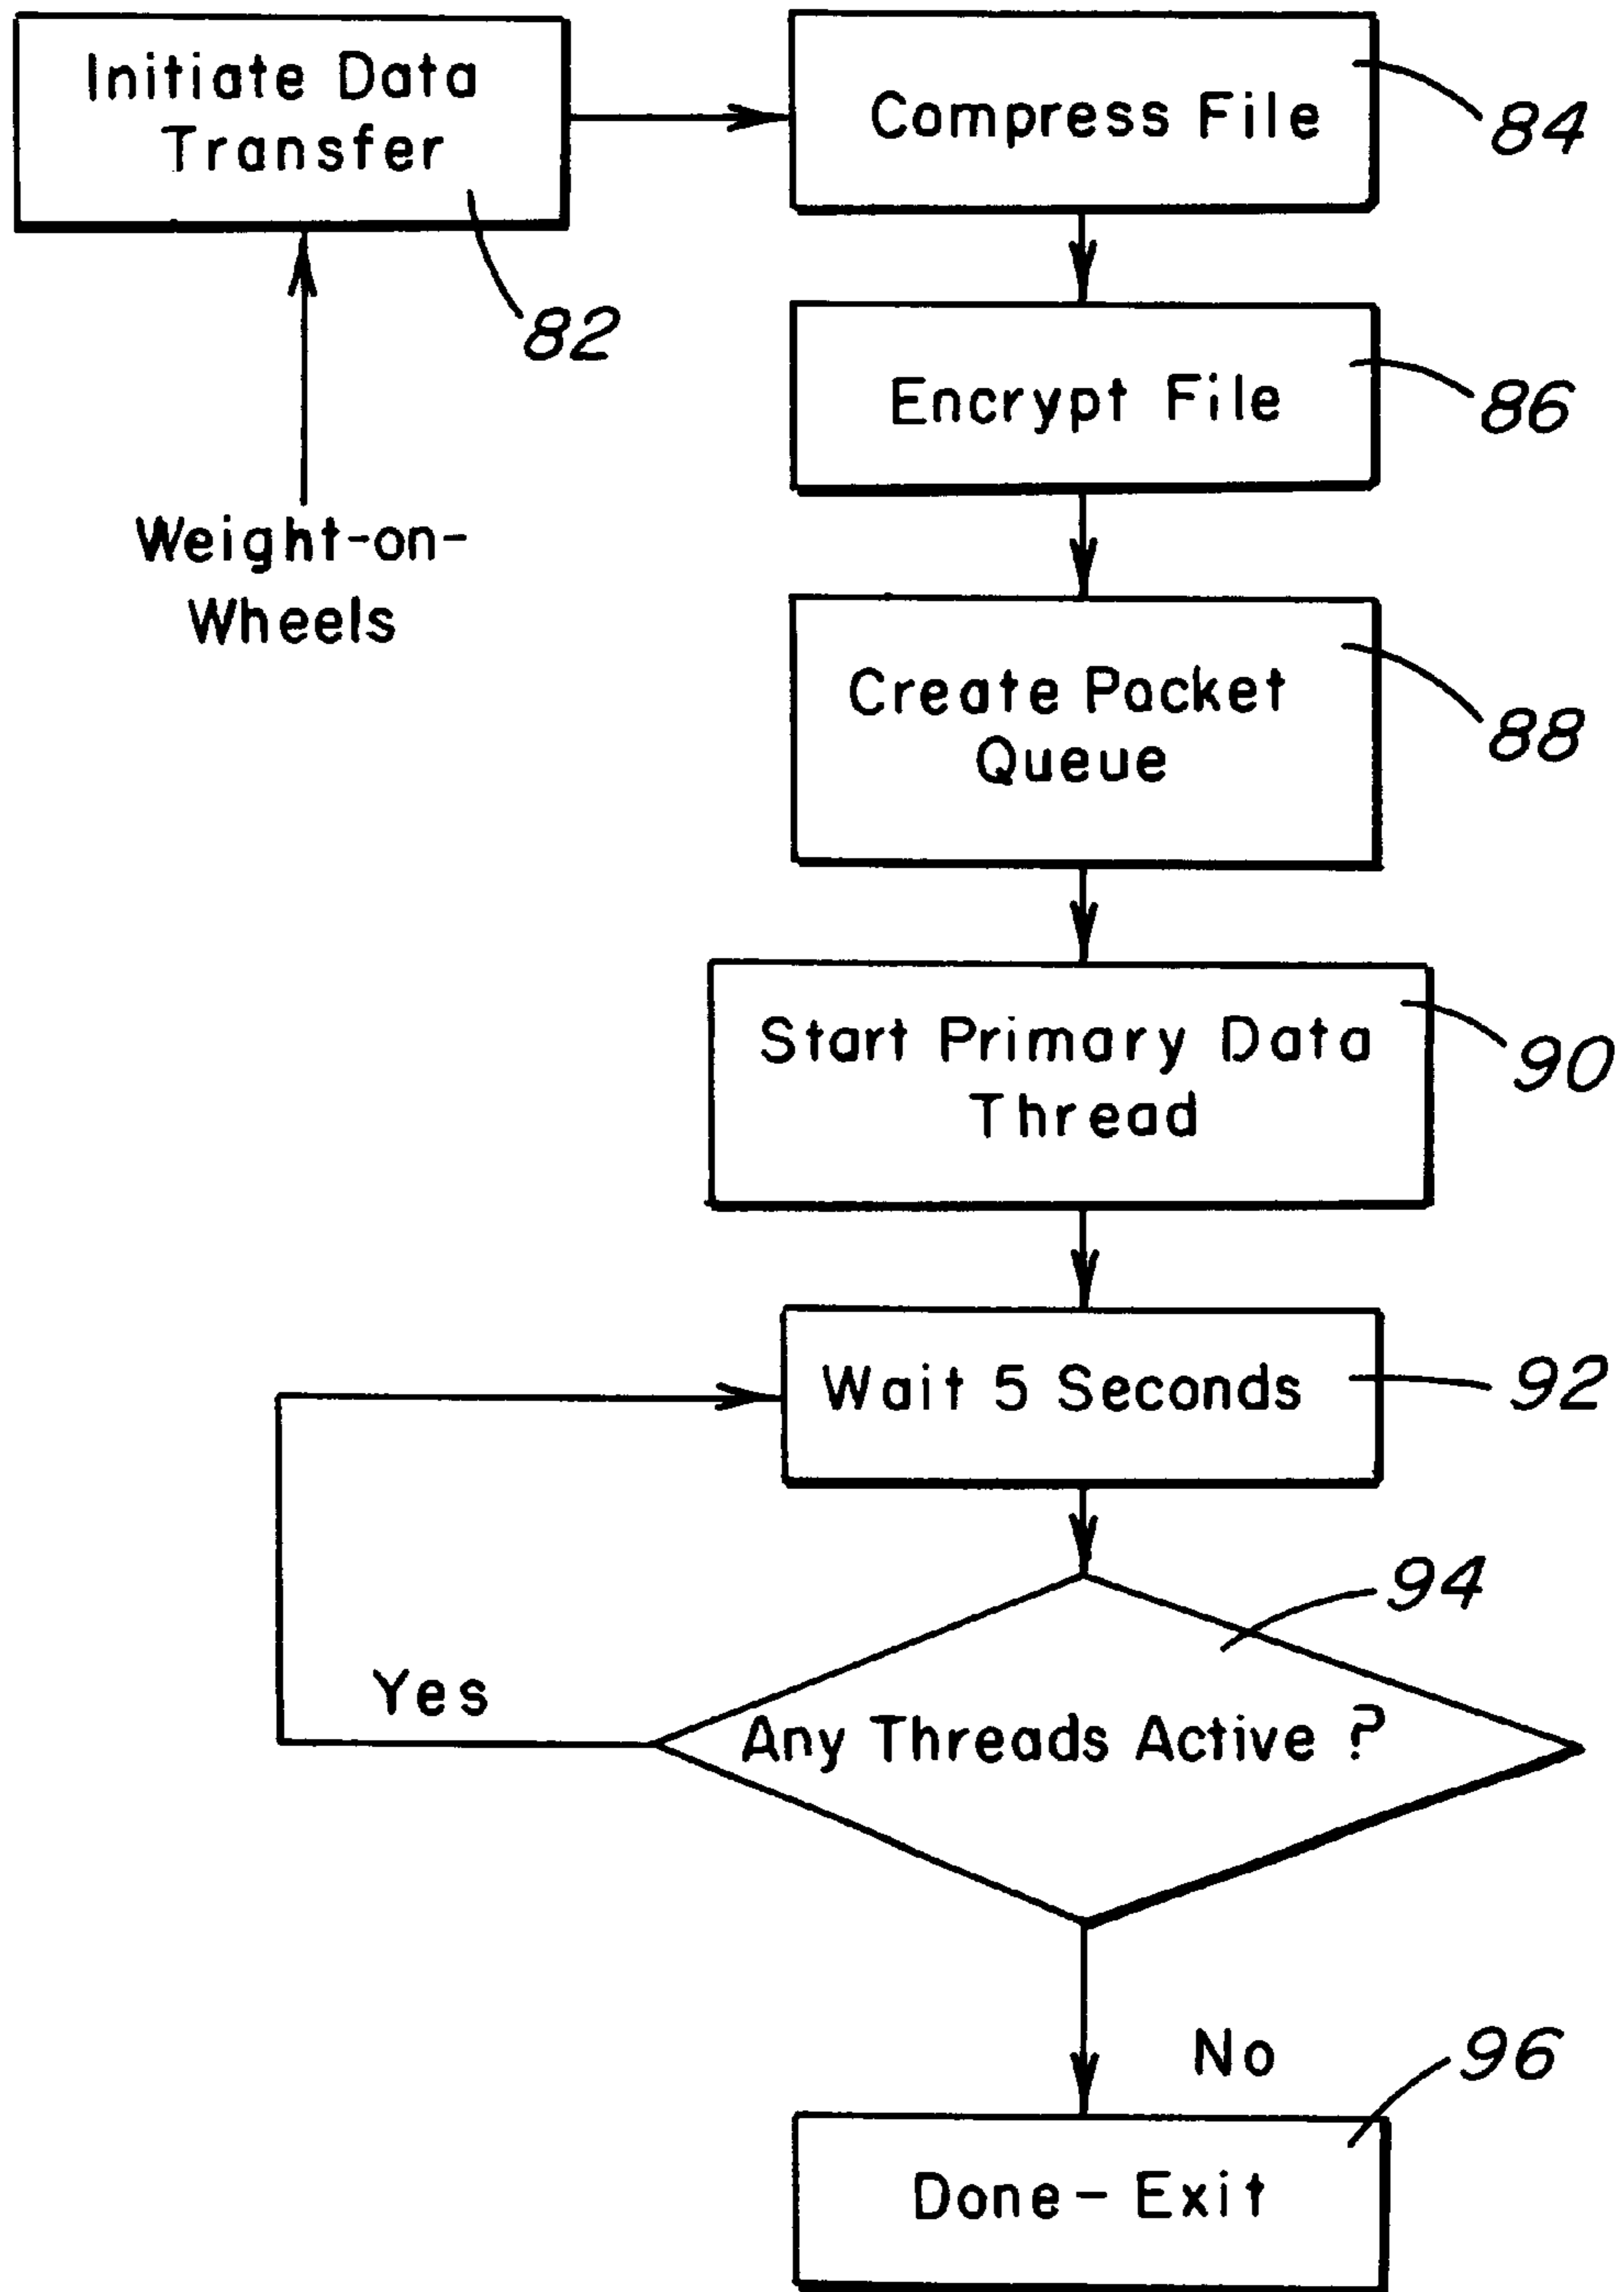 Initiate Data
Transfer
82
Weight-on-
Wheels
Compress File
84
Encrypt File
86
Create Packet
Queue
88
Start Primary Data
Thread
90
Wait 5 Seconds
92
94
Yes
Any Threads Active ?
No
96
Done - Exit